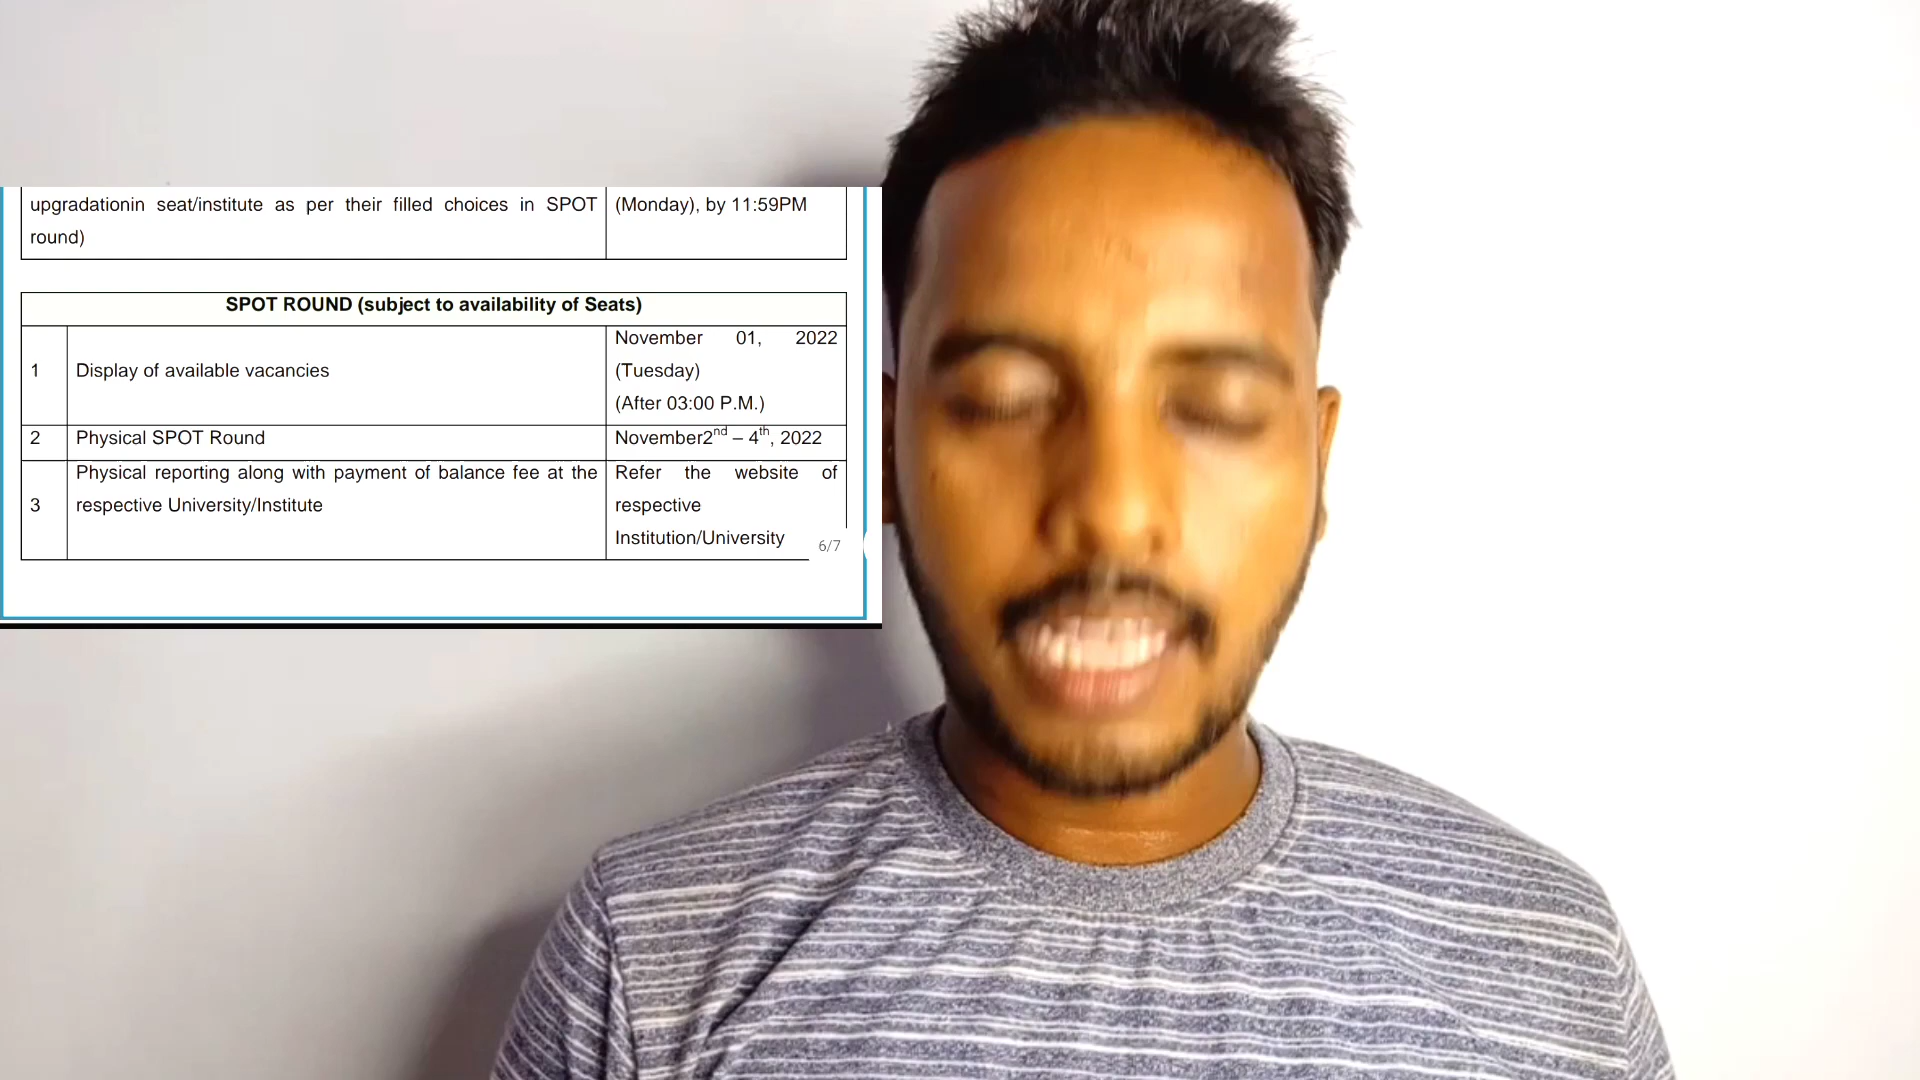 upgradationin seat/institute as per their filled choices in SPOT
round)
(Monday), by 11:59PM
SPOT ROUND (subject to availability of Seats)
1
Display of available vacancies
November 01, 2022
(Tuesday)
(After 03:00 P.M.)
2
Physical SPOT Round
November2nd – 4th, 2022
3
Physical reporting along with payment of balance fee at the
respective University/Institute
Refer the website of
respective
Institution/University
6/7